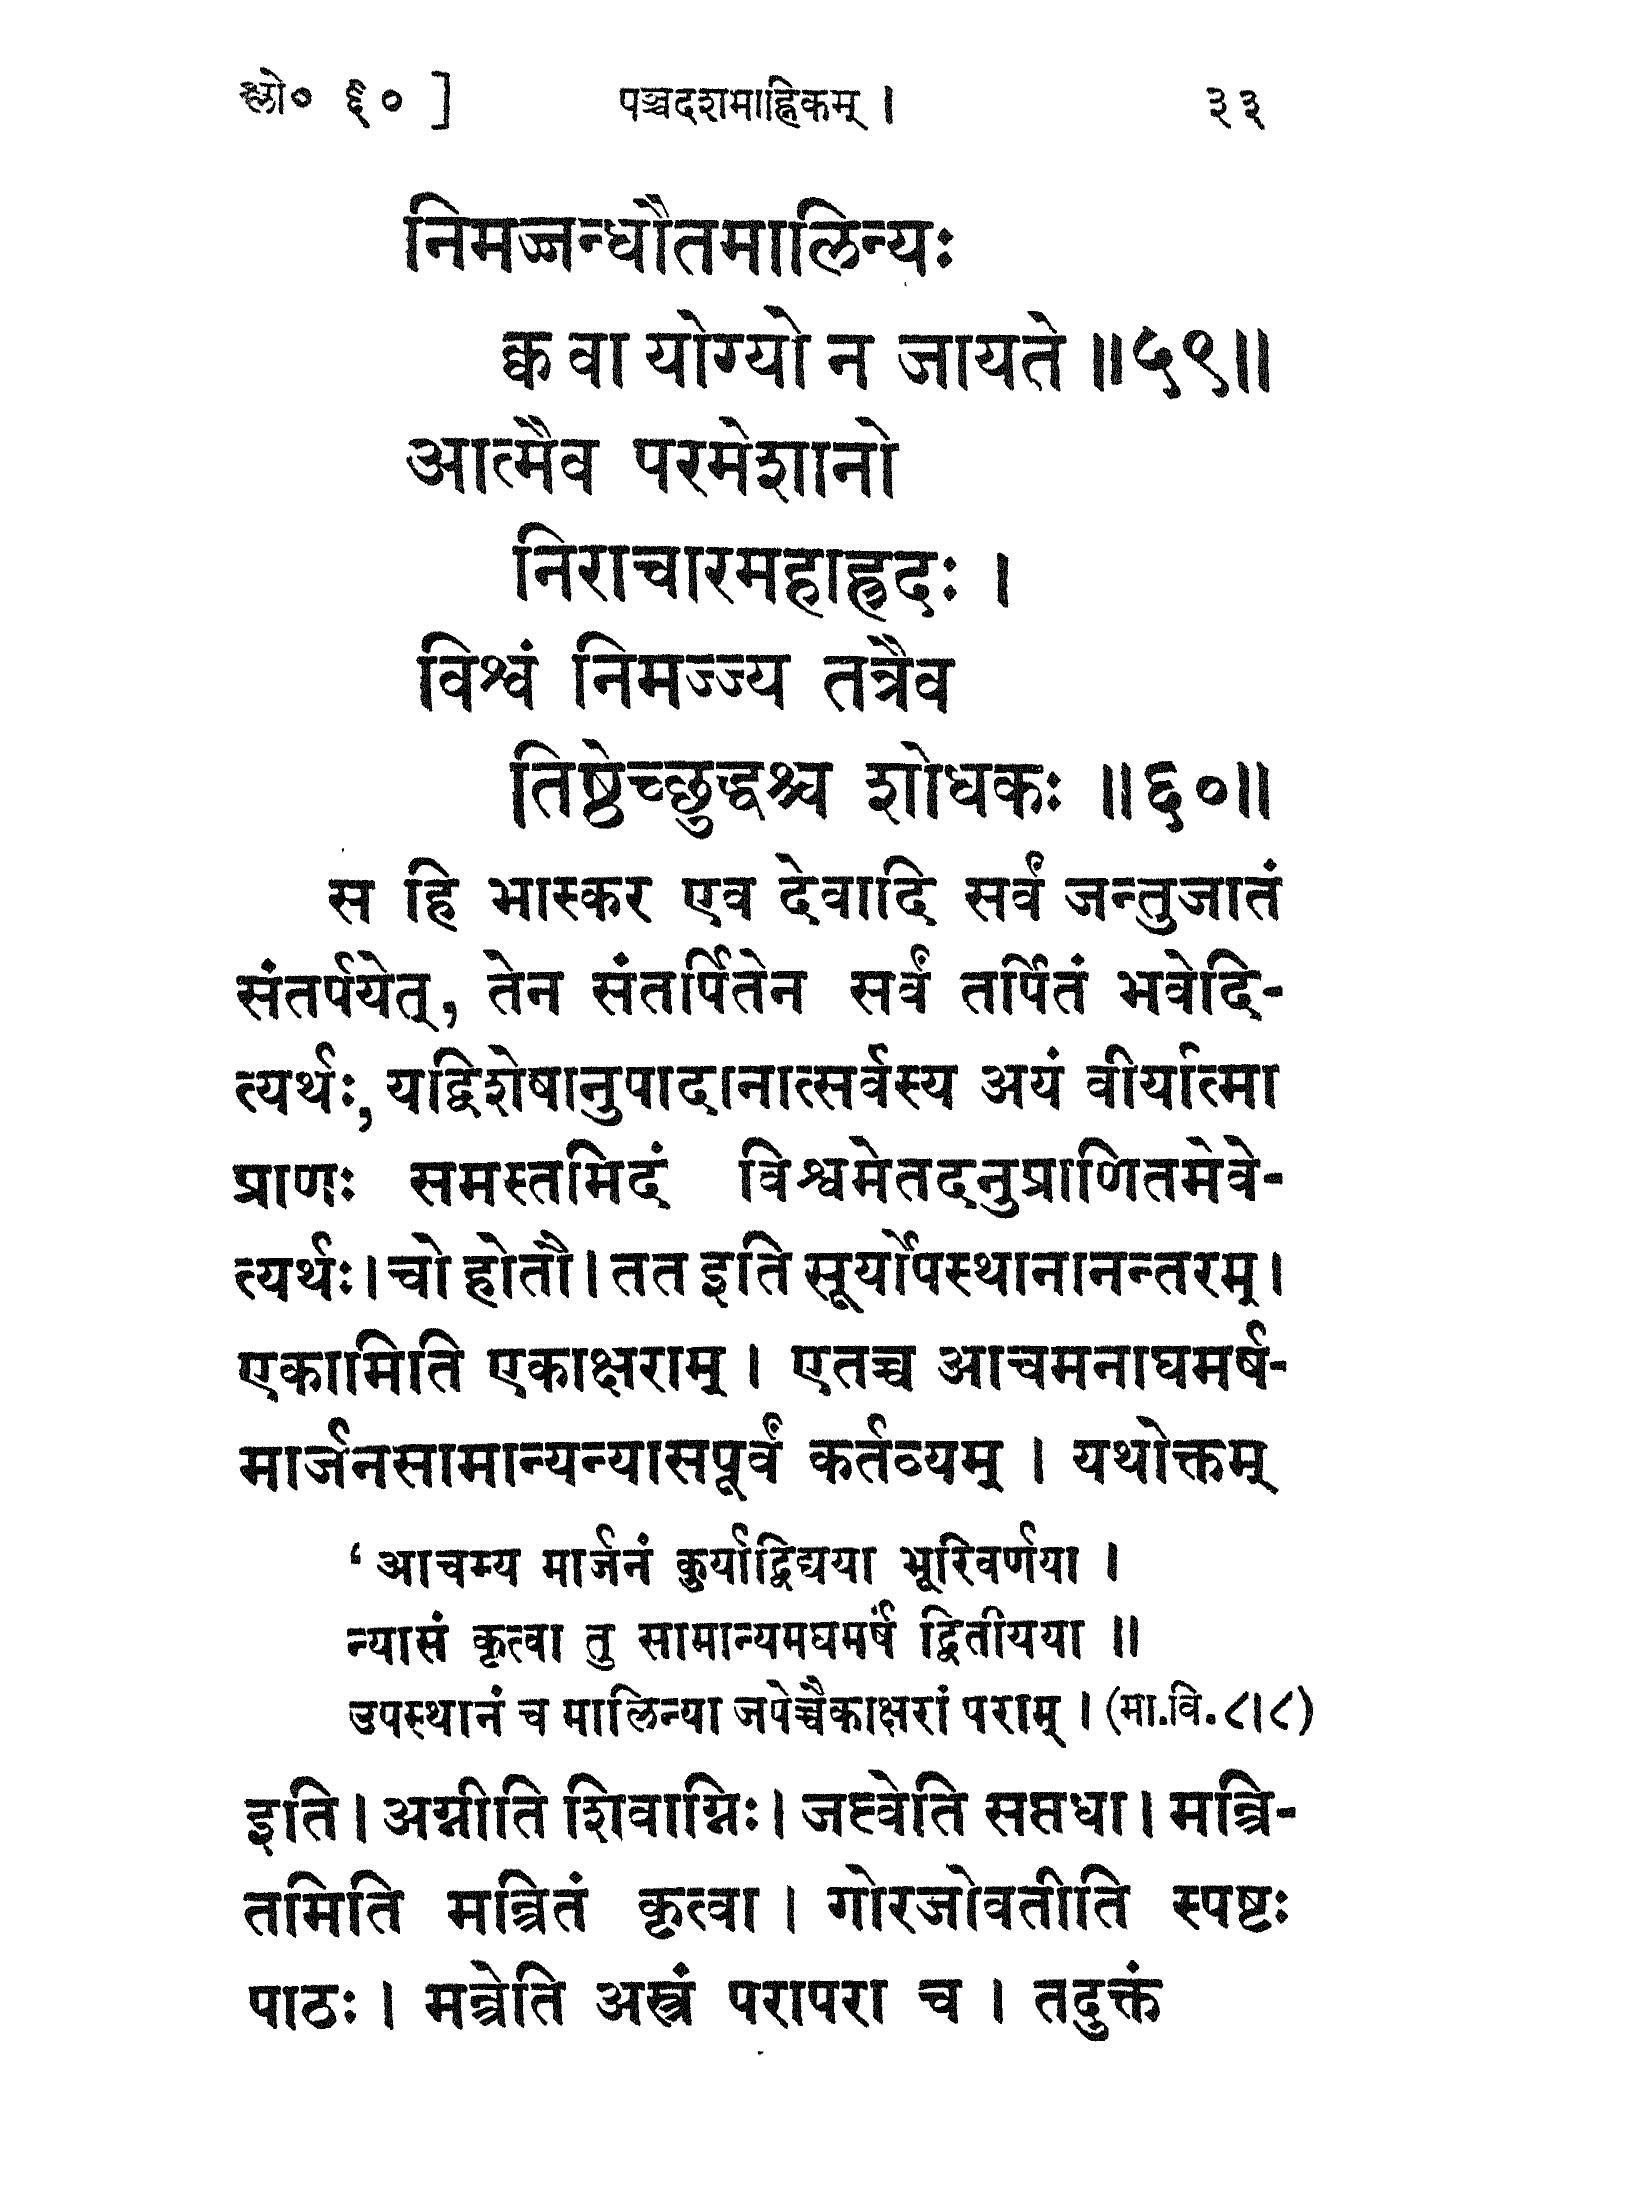 श्लो० ६० ] पञ्चदशमाह्निकम् । ३३
निमज्जन्धौतमालिन्यः
क्व वा योग्यो न जायते ॥५९॥
आत्मैव परमेशानो
निराचारमहाह्रदः ।
विश्वं निमज्ज्य तत्रैव
तिष्ठेच्छुद्धश्च शोधकः ॥६०॥
स हि भास्कर एव देवादि सर्वं जन्तुजातं
संतर्पयेत्, तेन संतर्पितेन सर्वं तर्पितं भवेदि-
त्यर्थः, यद्विशेषानुपादानात्सर्वस्य अयं वीर्यात्मा
प्राणः समस्तमिदं विश्वमेतदनुप्राणितमेवे-
त्यर्थः। चो हेतौ। तत इति सूर्योपस्थानानन्तरम्।
एकामिति एकाक्षराम् । एतच्च आचमनाघमर्ष-
मार्जनसामान्यन्यासपूर्वं कर्तव्यम् । यथोक्तम्
‘ आचम्य मार्जनं कुर्याद्विद्यया भूरिवर्णया ।
न्यासं कृत्वा तु सामान्यमघमर्षं द्वितीयया ॥
उपस्थानं च मालिन्या जपेच्चैकाक्षरां पराम् । (मा.वि.८।८)
इति। अग्नीति शिवाग्निः। जप्त्वेति सप्तधा। मन्त्रि-
तमिति मन्त्रितं कृत्वा । गोरजोवतीति स्पष्टः
पाठः । मन्त्रेति अस्त्रं परापरा च । तदुक्तं